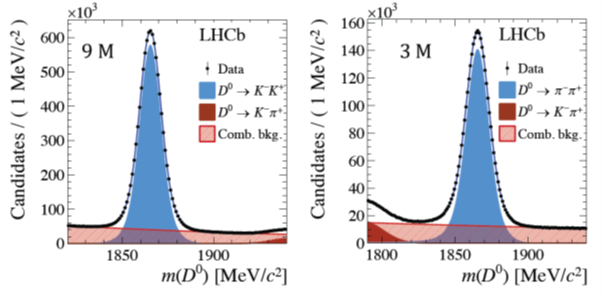 ×10³
600
500
400
300
200
100
0
Candidates / ( 1 MeV/c² )
9 M
LHCb
Data
D⁰ → K⁻K⁺
D⁰ → K⁻π⁺
Comb. bkg.
1850
1900
m(D⁰) [MeV/c²]
×10³
160
140
120
100
80
60
40
20
0
Candidates / ( 1 MeV/c² )
3 M
LHCb
Data
D⁰ → π⁻π⁺
D⁰ → K⁻π⁺
Comb. bkg.
1800
1850
1900
m(D⁰) [MeV/c²]